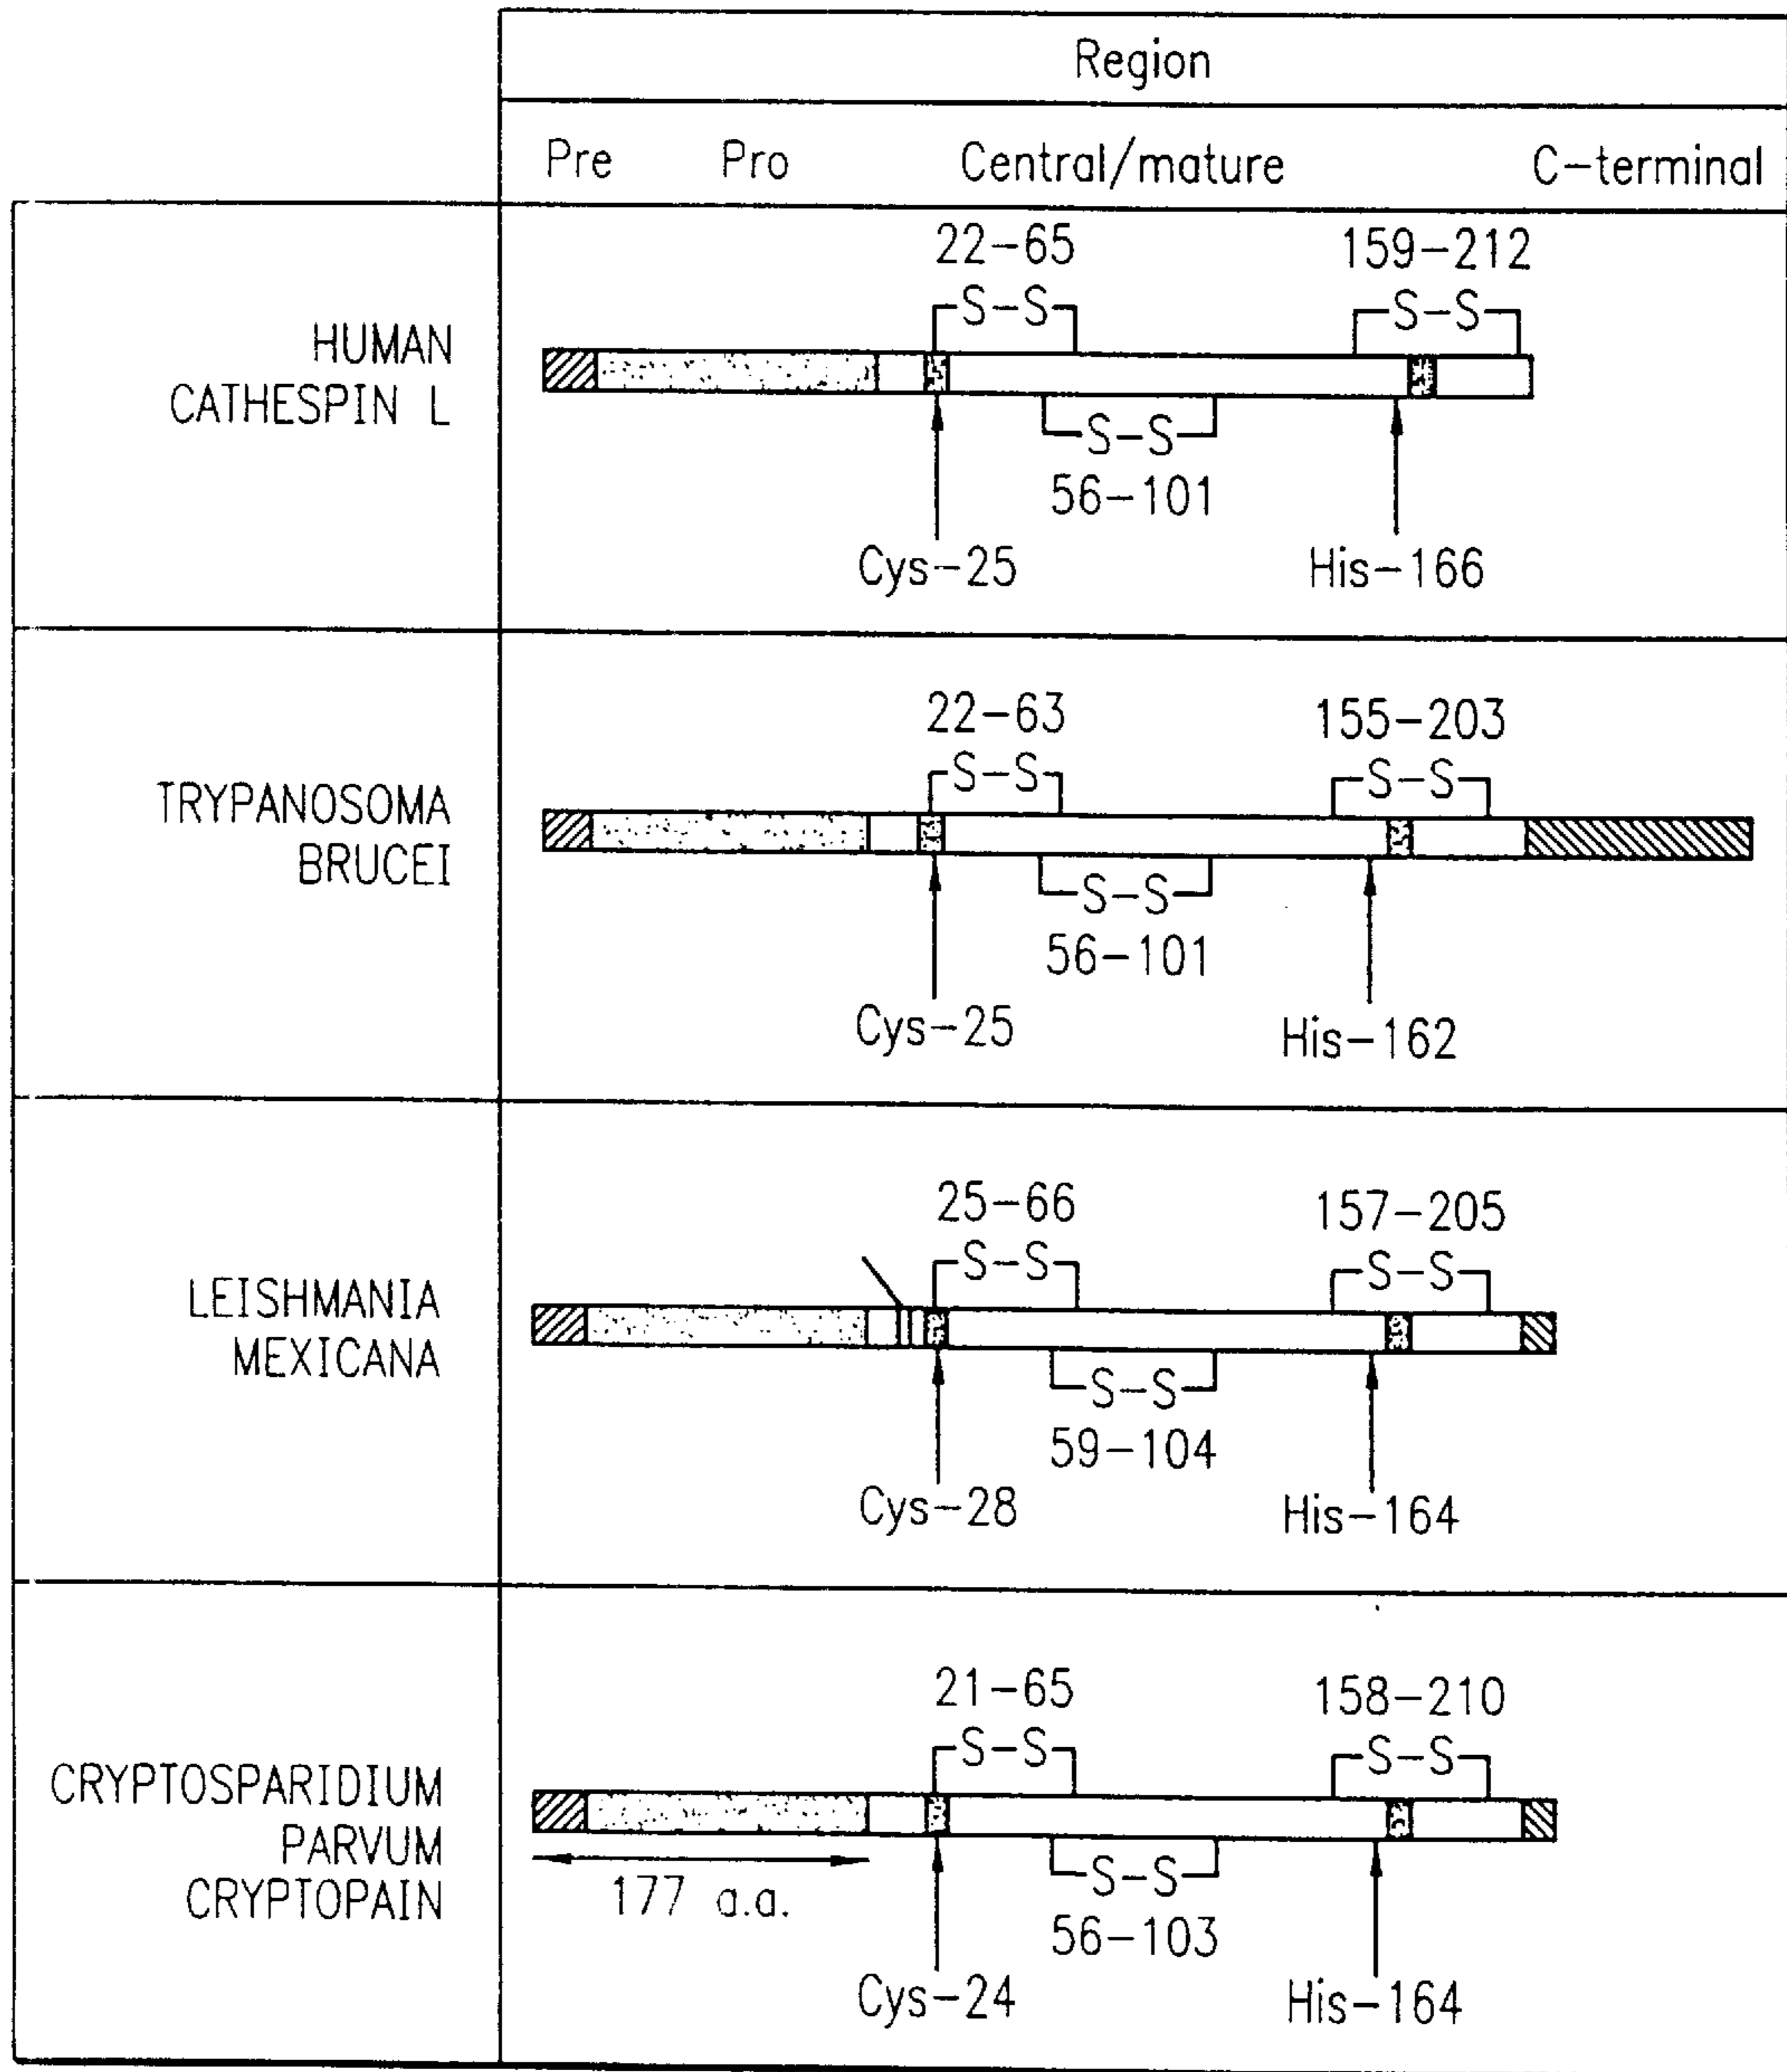 Region
Pre Pro Central/mature C-terminal
22-65 159-212
S-S S-S
HUMAN
CATHESPIN L
S-S
56-101
Cys-25 His-166
22-63 155-203
S-S S-S
TRYPANOSOMA
BRUCEI
S-S
56-101
Cys-25 His-162
25-66 157-205
S-S S-S
LEISHMANIA
MEXICANA
S-S
59-104
Cys-28 His-164
21-65 158-210
S-S S-S
CRYPTOSPARIDIUM
PARVUM
CRYPTOPAIN
177 a.a.
S-S
56-103
Cys-24 His-164